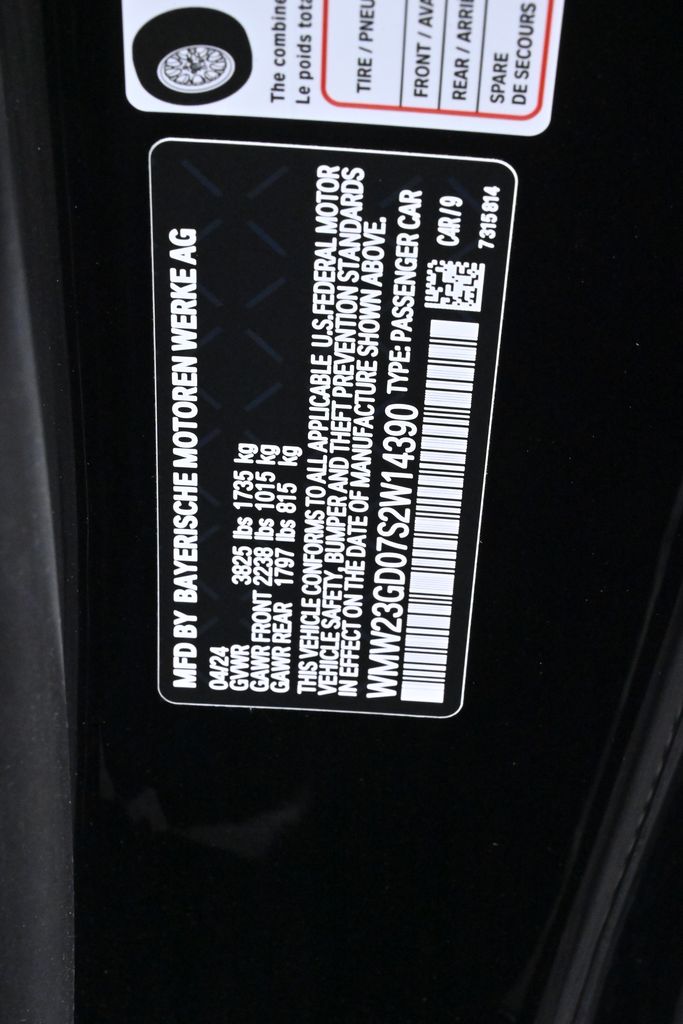 The combine
Le poids tota
TIRE / PNEU
FRONT / AVA
REAR / ARRI
SPARE
DE SECOURS
MFD BY BAYERISCHE MOTOREN WERKE AG
04/24
GVWR 3825 lbs 1735 kg
GAWR FRONT 2238 lbs 1015 kg
GAWR REAR 1797 lbs 815 kg
THIS VEHICLE CONFORMS TO ALL APPLICABLE U.S.FEDERAL MOTOR
VEHICLE SAFETY, BUMPER AND THEFT PREVENTION STANDARDS
IN EFFECT ON THE DATE OF MANUFACTURE SHOWN ABOVE.
WMW23GD07S2W14390 TYPE: PASSENGER CAR
C4R/9
7315814